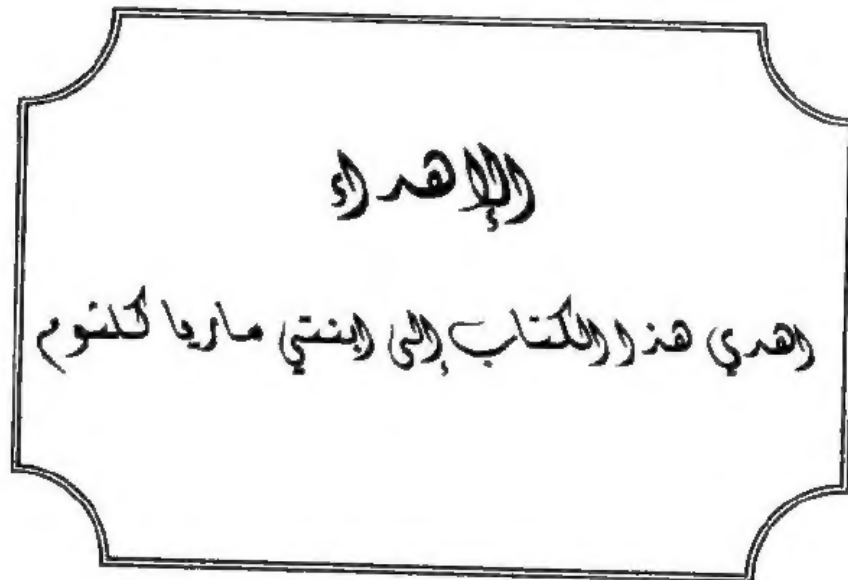 الإهداء
اهدي هذا الكتاب إلى ابنتي ماريا كلثوم